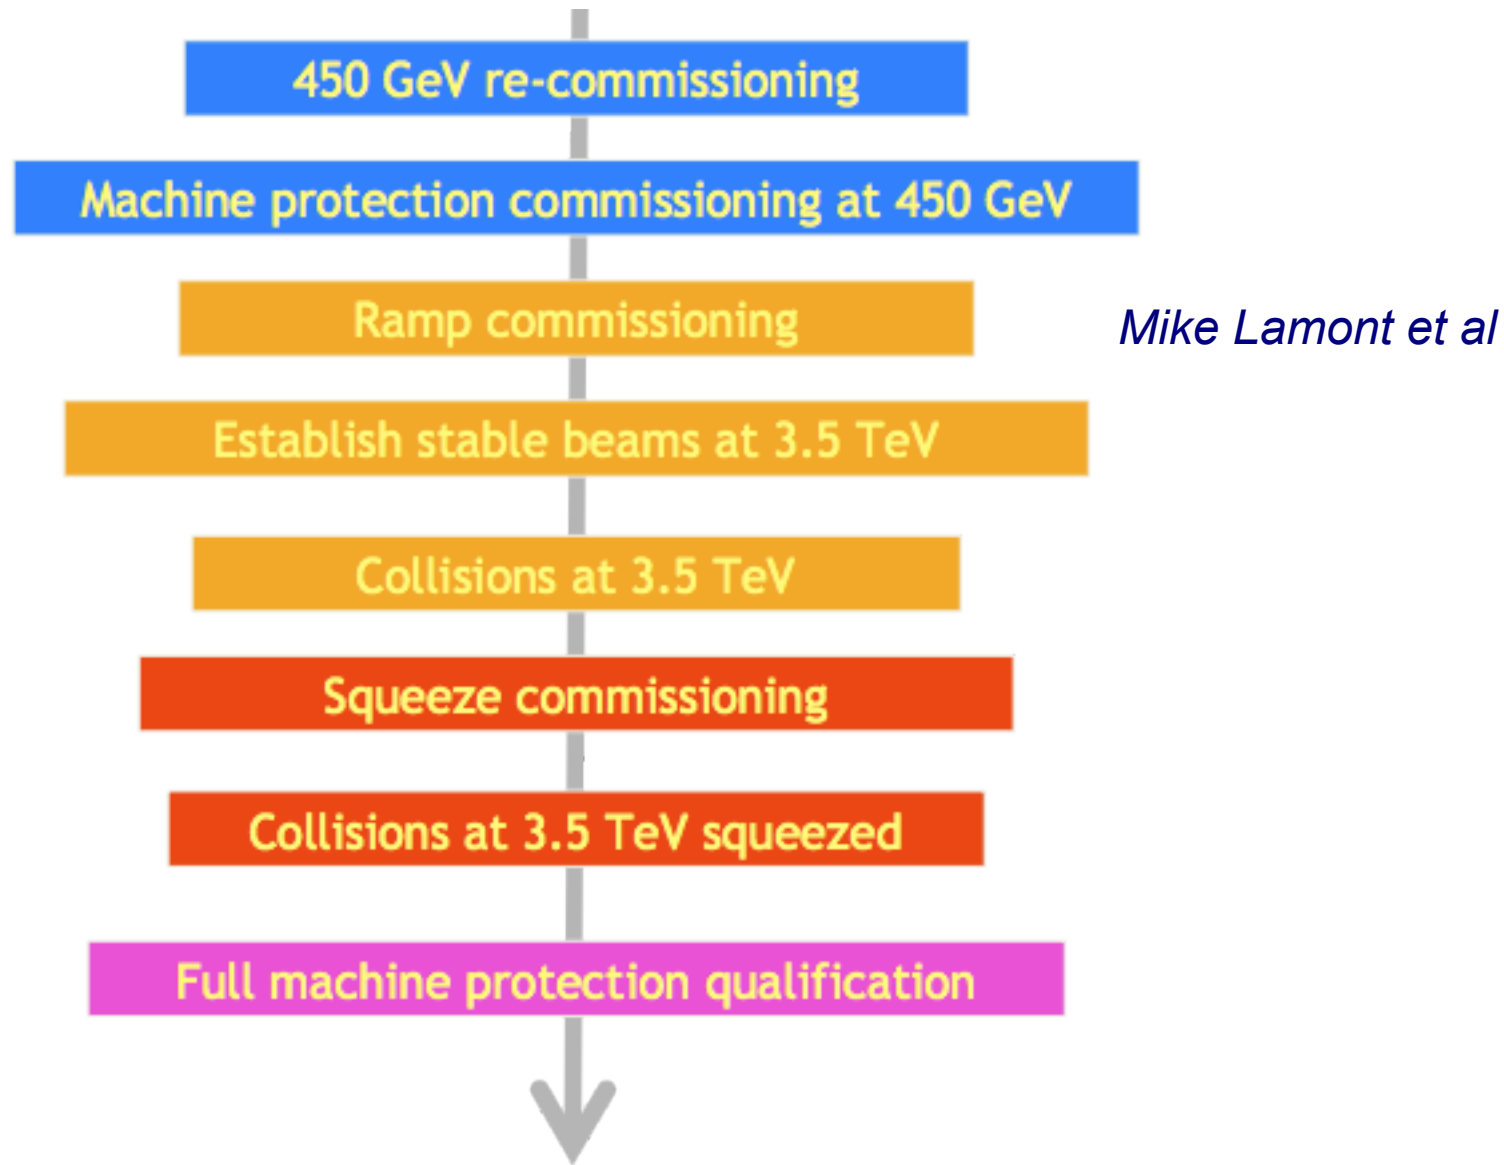 450 GeV re-commissioning
Machine protection commissioning at 450 GeV
Ramp commissioning
Mike Lamont et al
Establish stable beams at 3.5 TeV
Collisions at 3.5 TeV
Squeeze commissioning
Collisions at 3.5 TeV squeezed
Full machine protection qualification